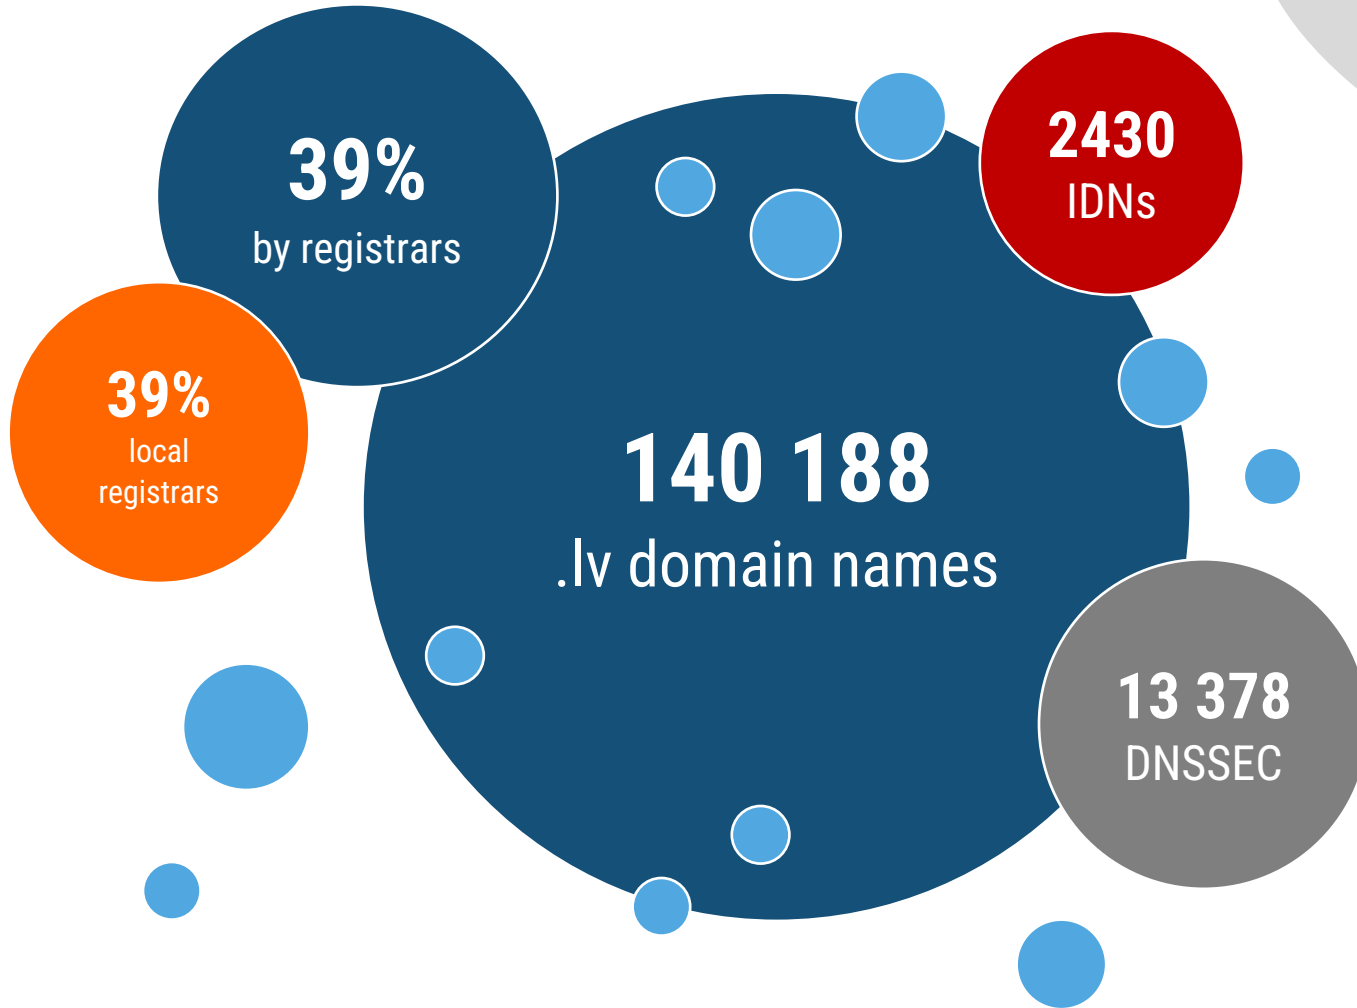 39%
by registrars
2430
IDNs
39%
local
registrars
140 188
.lv domain names
13 378
DNSSEC